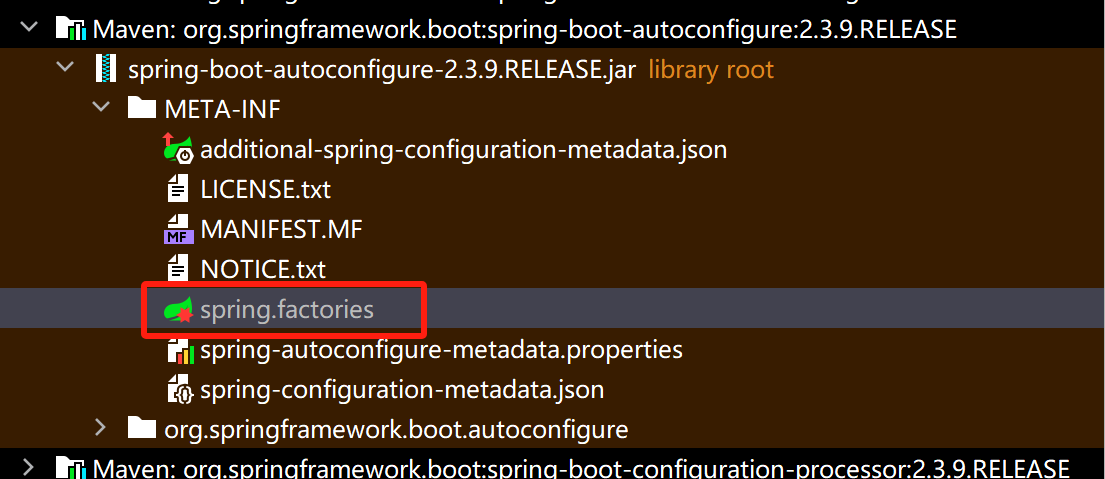 Maven: org.springframework.boot:spring-boot-autoconfigure:2.3.9.RELEASE
spring-boot-autoconfigure-2.3.9.RELEASE.jar library root
META-INF
additional-spring-configuration-metadata.json
LICENSE.txt
MF MANIFEST.MF
NOTICE.txt
spring.factories
spring-autoconfigure-metadata.properties
spring-configuration-metadata.json
org.springframework.boot.autoconfigure
Maven: org.springframework.boot:spring-boot-configuration-processor:2.3.9.RELEASE